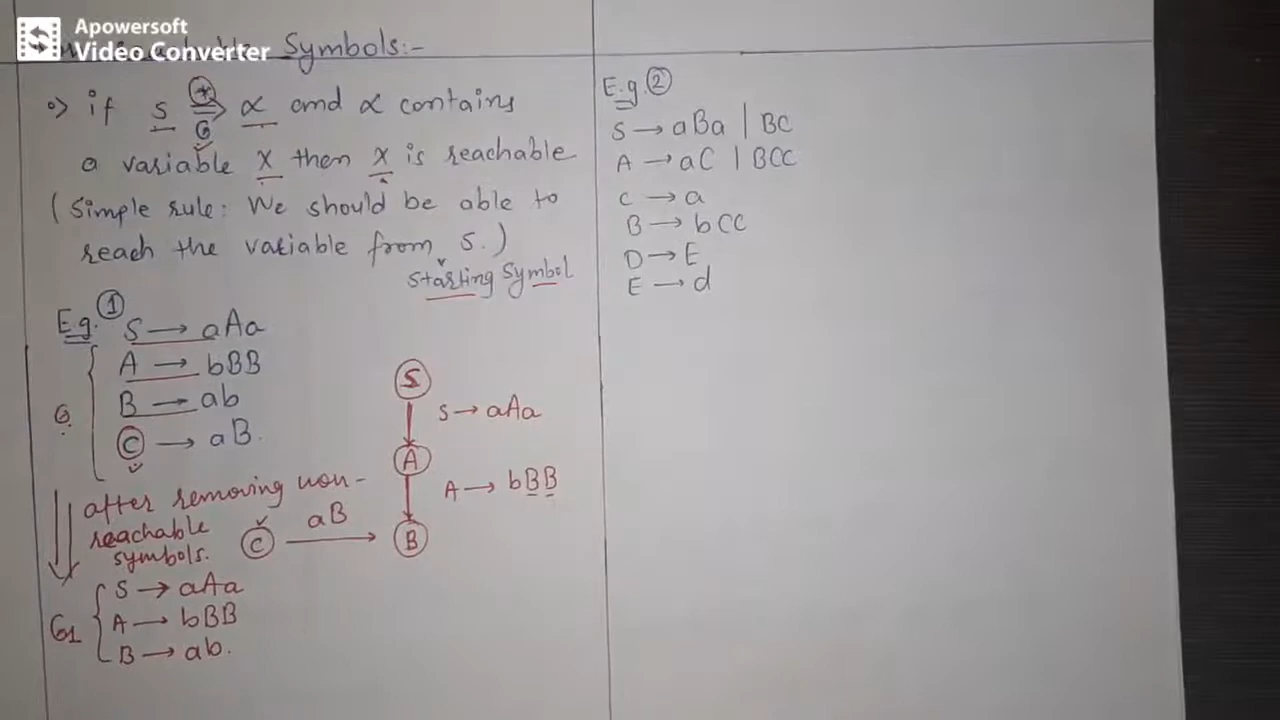 Apowersoft
Video Converter
Symbols:-
if S *⇒ G α and α contains
a variable X then X is reachable
(Simple rule: We should be able to
reach the variable from S.)
Starting Symbol
E.g. ①
S → aAa
A → bBB
B → ab
C → aB.
G
after removing non-
reachable
symbols.
G1
S → aAa
A → bBB
B → ab.
S
S → aAa
A
A → bBB
C aB B
E.g. ②
S → aBa | BC
A → aC | BCC
C → a
B → bCC
D → E
E → d